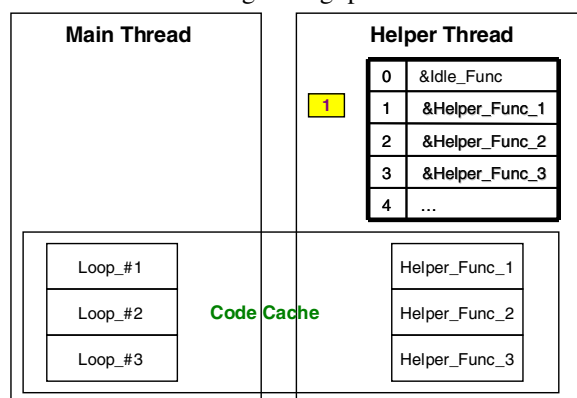 Main Thread
Helper Thread
0 &Idle_Func
1
1 &Helper_Func_1
2 &Helper_Func_2
3 &Helper_Func_3
4 ...
Loop_#1
Helper_Func_1
Loop_#2
Code Cache
Helper_Func_2
Loop_#3
Helper_Func_3